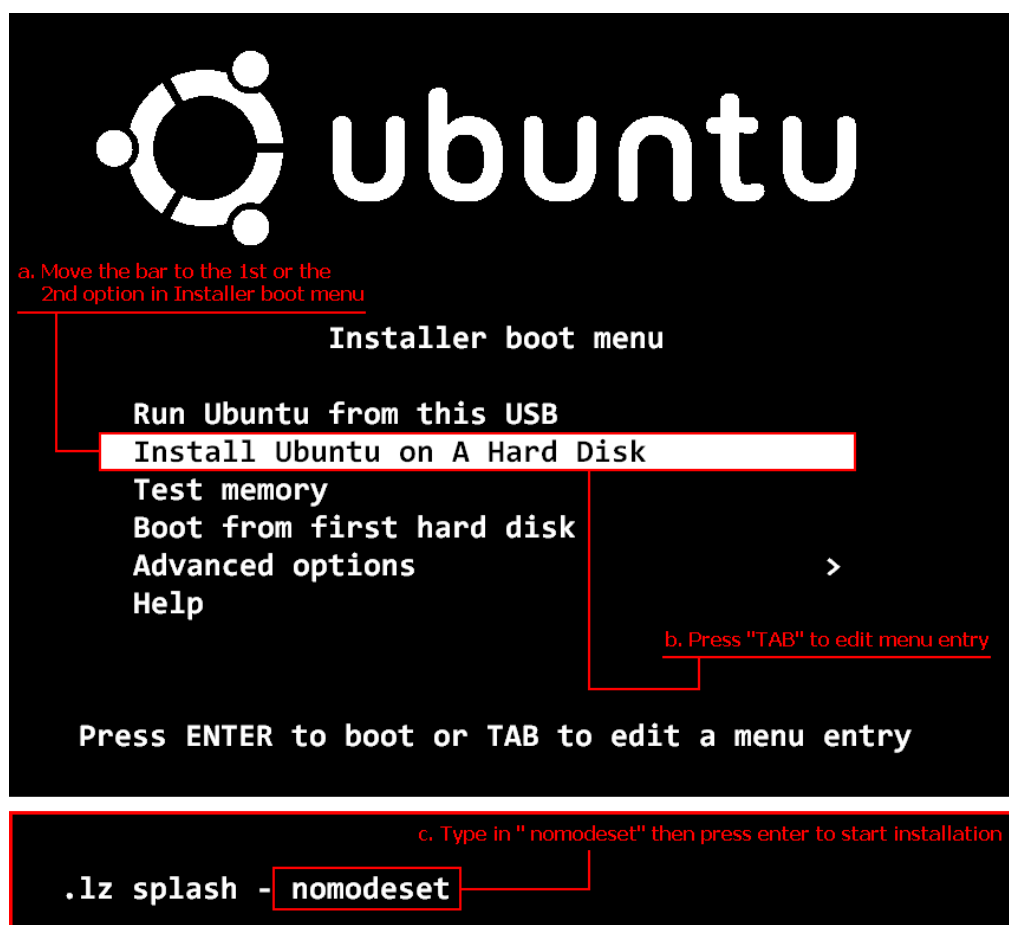 ubuntu
a. Move the bar to the 1st or the
2nd option in Installer boot menu
Installer boot menu
Run Ubuntu from this USB
Install Ubuntu on A Hard Disk
Test memory
Boot from first hard disk
Advanced options >
Help
b. Press "TAB" to edit menu entry
Press ENTER to boot or TAB to edit a menu entry
c. Type in " nomodeset" then press enter to start installation
.lz splash - nomodeset